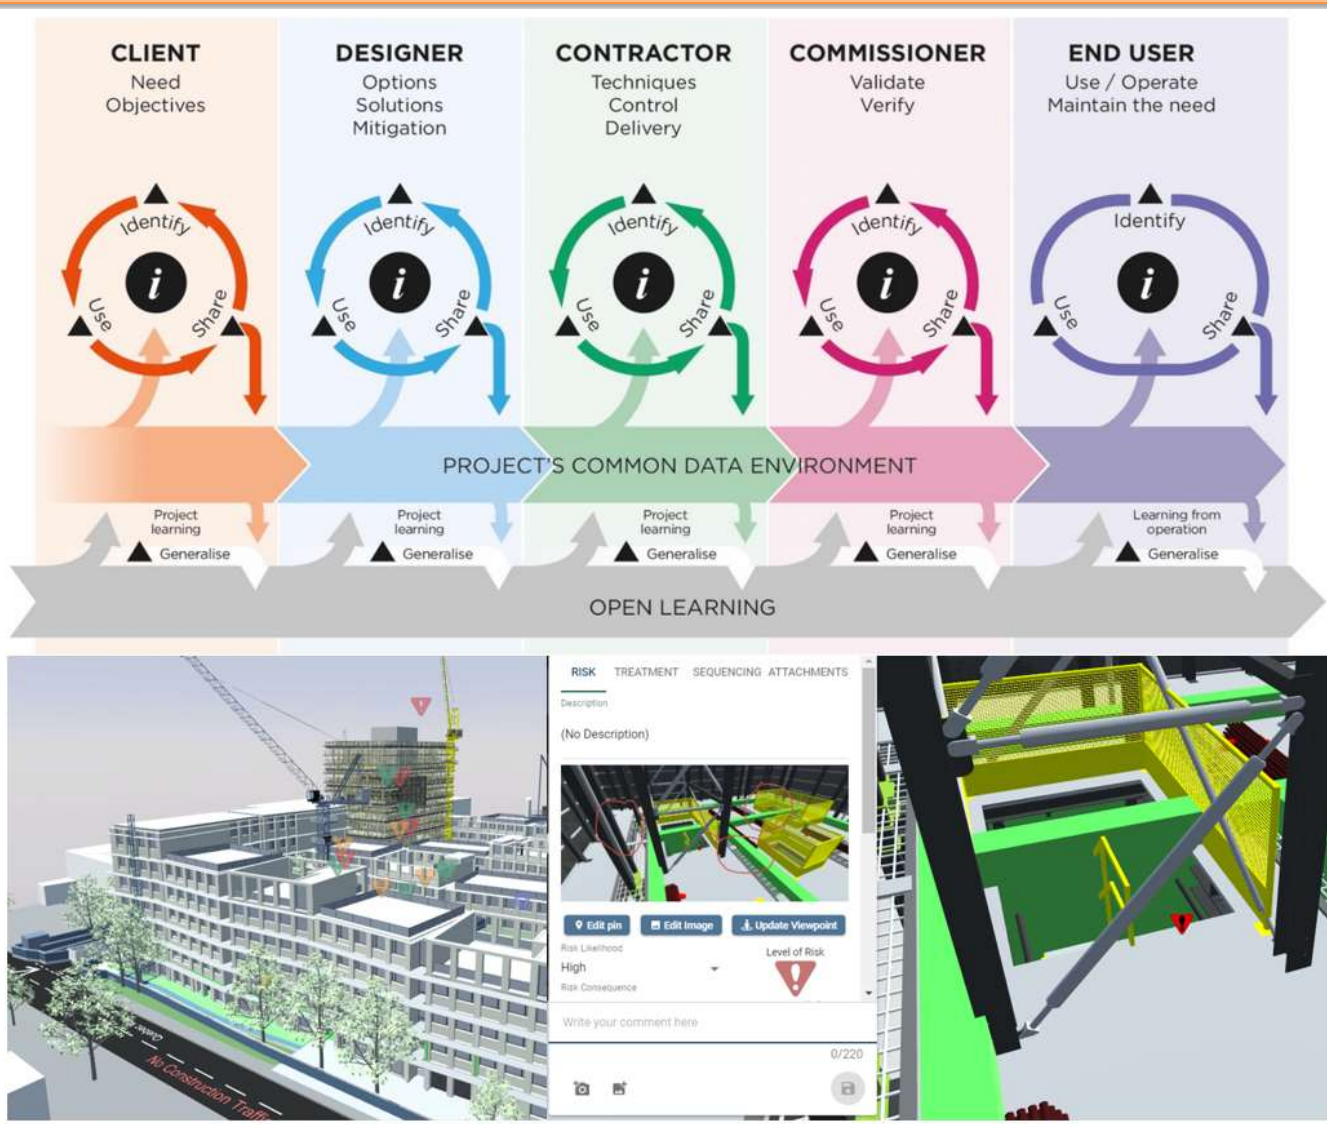 CLIENT
Need
Objectives
DESIGNER
Options
Solutions
Mitigation
CONTRACTOR
Techniques
Control
Delivery
COMMISSIONER
Validate
Verify
END USER
Use / Operate
Maintain the need
Identify
i
Use
Share
Identify
i
Use
Share
Identify
i
Use
Share
Identify
i
Use
Share
Identify
i
Use
Share
PROJECT'S COMMON DATA ENVIRONMENT
Project
learning
Generalise
Project
learning
Generalise
Project
learning
Generalise
Project
learning
Generalise
Learning from
operation
Generalise
OPEN LEARNING
No Construction Traffic
RISK TREATMENT SEQUENCING ATTACHMENTS
Description
(No Description)
Edit pin Edit Image Update Viewpoint
Risk Likelihood
Level of Risk
High
Risk Consequence
Write your comment here
0/220